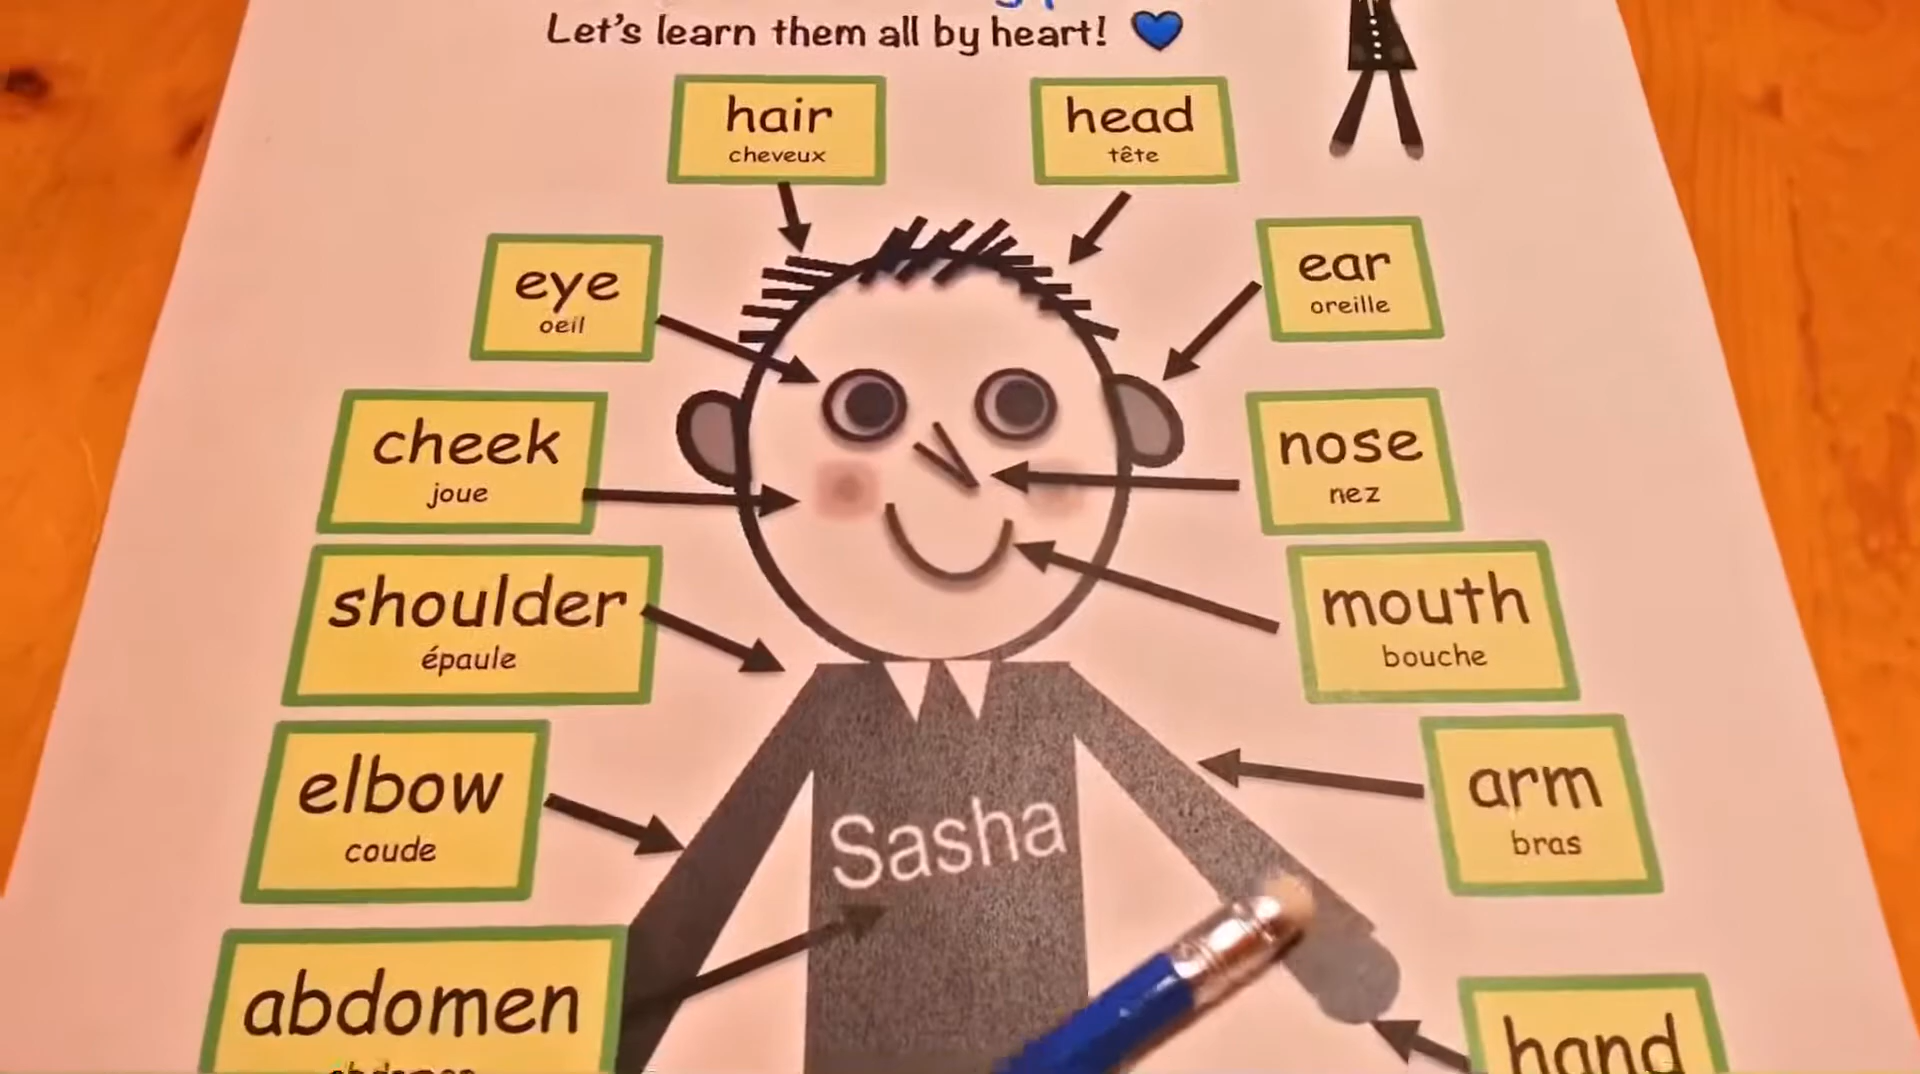 Let's learn them all by heart!
hair
cheveux
head
tête
eye
oeil
ear
oreille
cheek
joue
nose
nez
shoulder
épaule
mouth
bouche
elbow
coude
arm
bras
Sasha
abdomen
hand